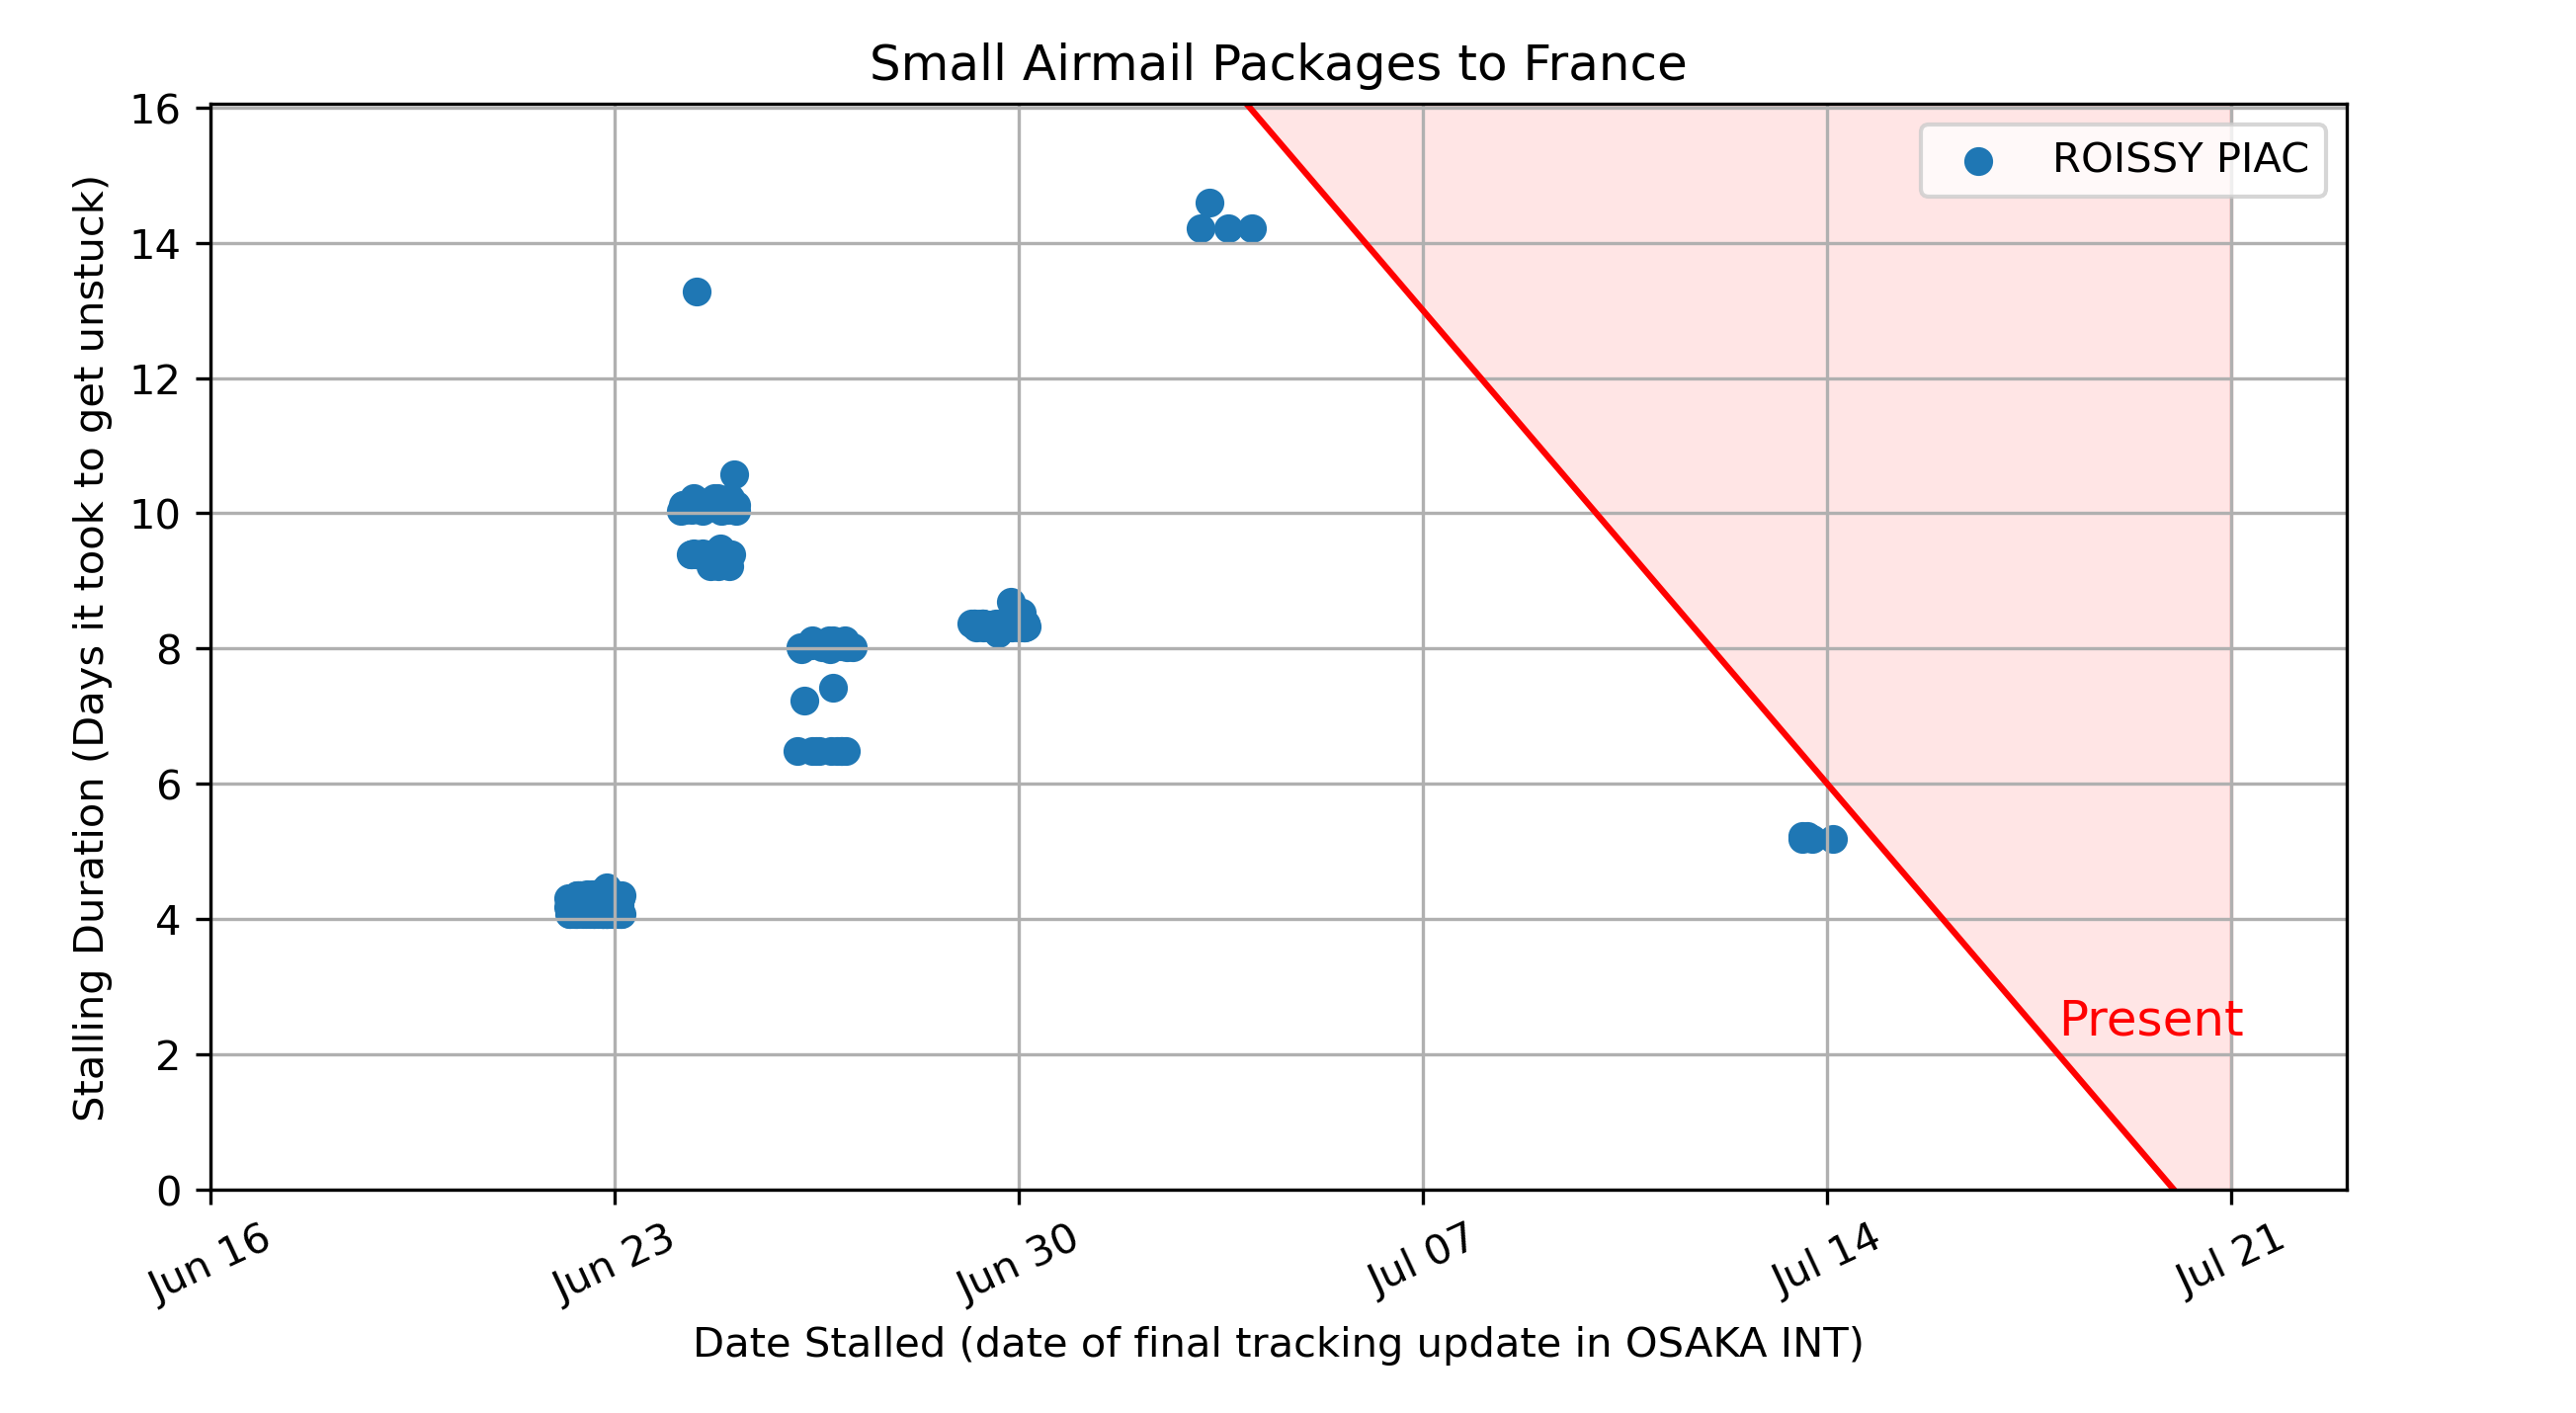 Small Airmail Packages to France
Stalling Duration (Days it took to get unstuck)
16
14
12
10
8
6
4
2
0
ROISSY PIAC
Present
Jun 16
Jun 23
Jun 30
Jul 07
Jul 14
Jul 21
Date Stalled (date of final tracking update in OSAKA INT)